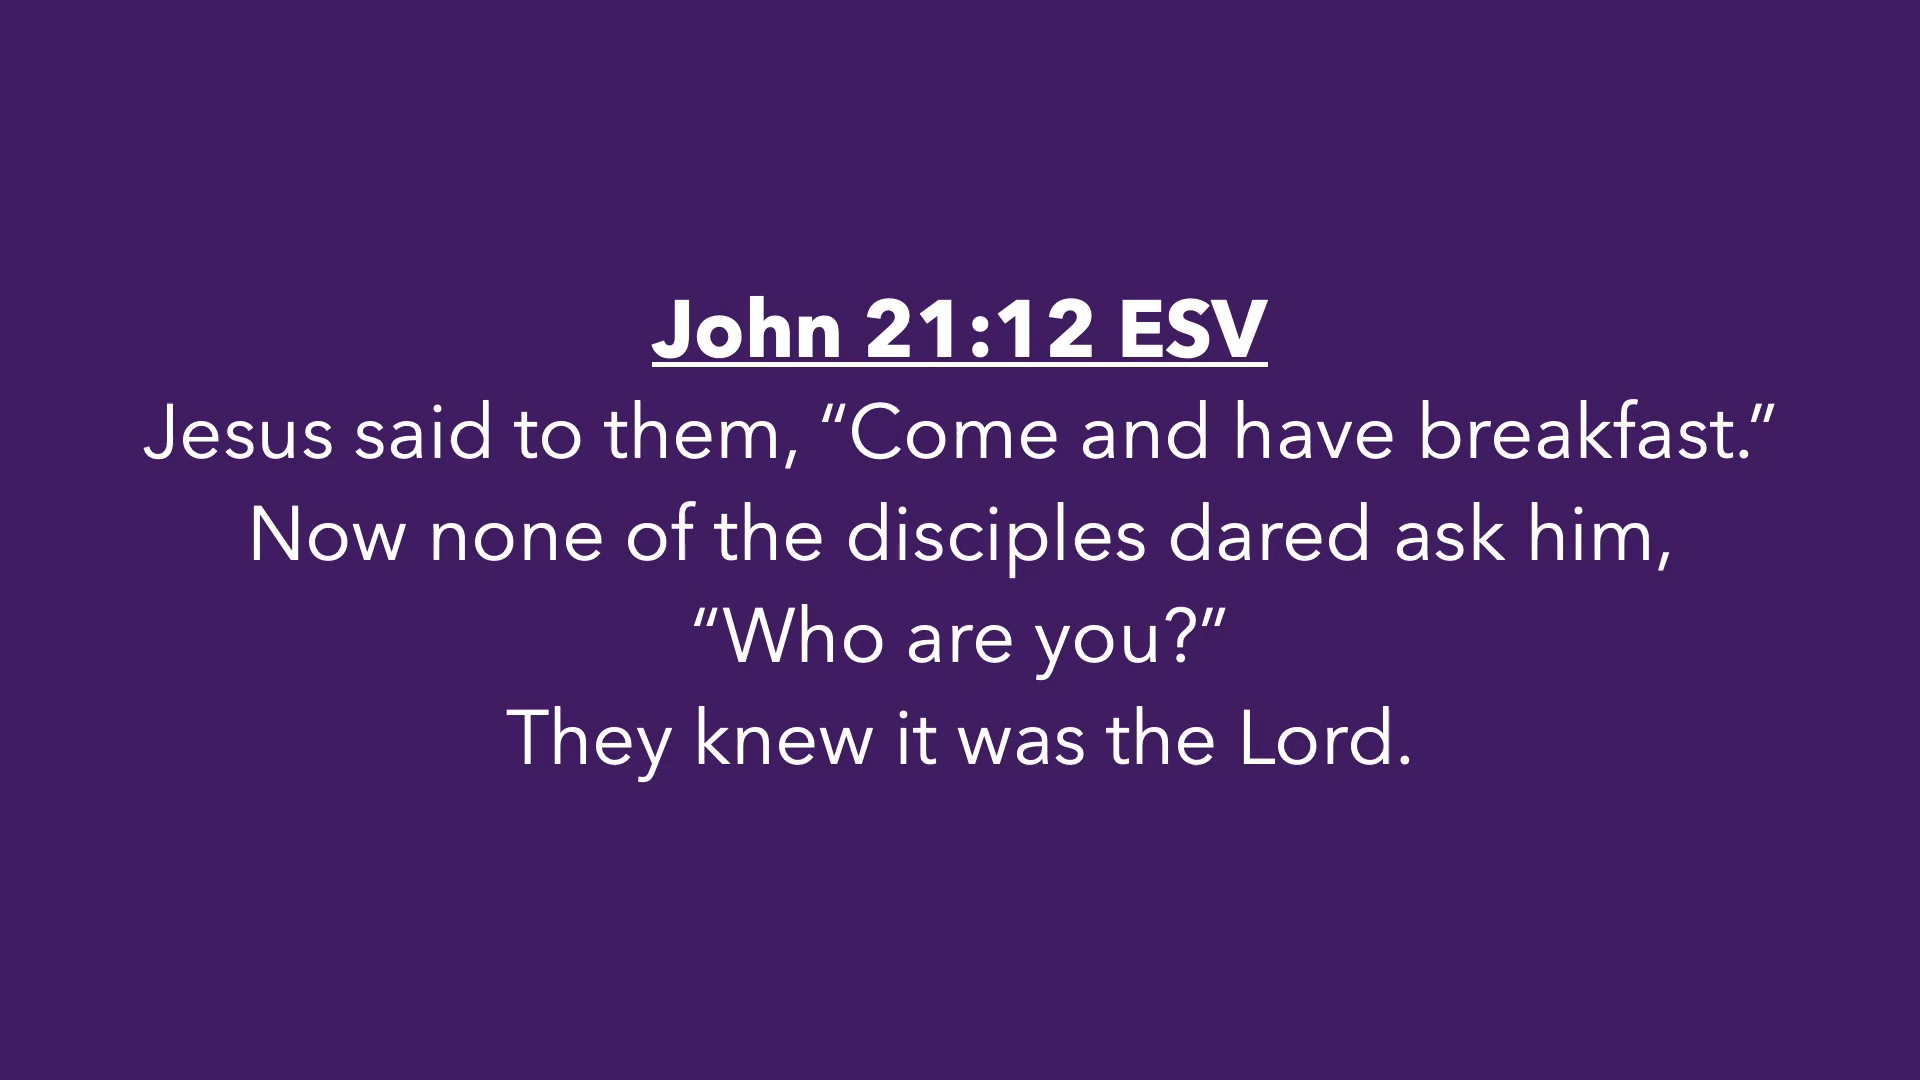 John 21:12 ESV
Jesus said to them, “Come and have breakfast.”
Now none of the disciples dared ask him,
“Who are you?”
They knew it was the Lord.